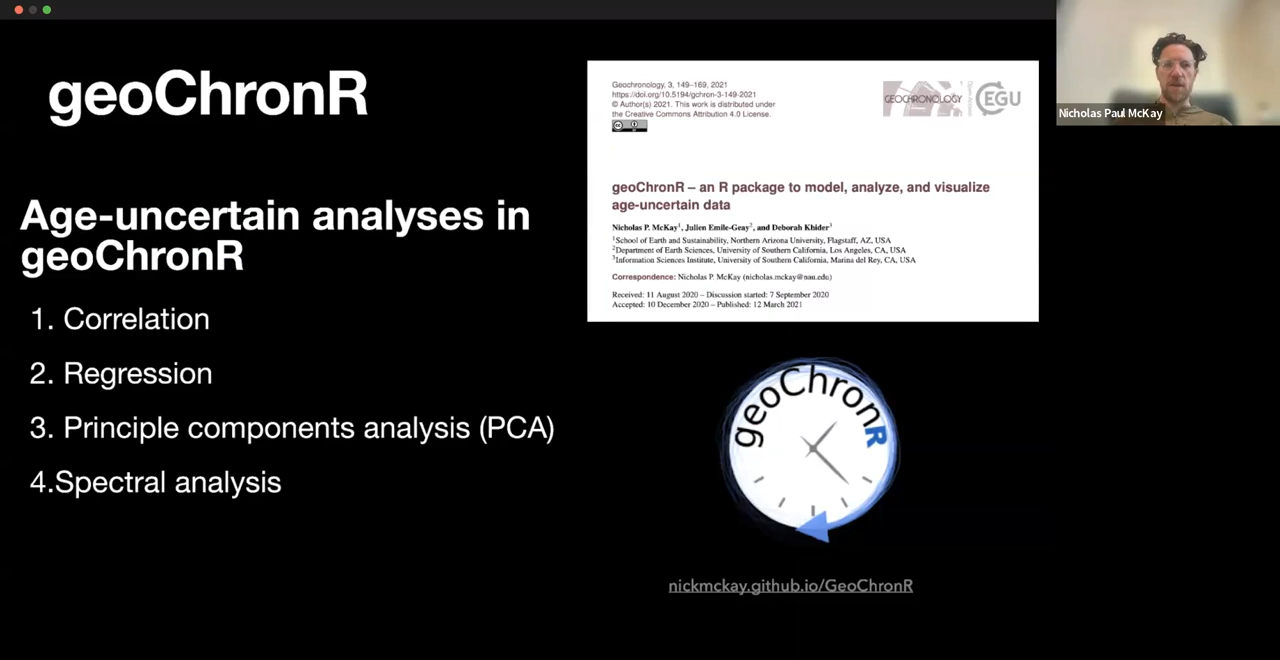 geoChronR
Age-uncertain analyses in
geoChronR
1. Correlation
2. Regression
3. Principle components analysis (PCA)
4.Spectral analysis
Geochronology, 3, 149–169, 2021
https://doi.org/10.5194/gchron-3-149-2021
© Author(s) 2021. This work is distributed under
the Creative Commons Attribution 4.0 License.
GEOCHRONOLOGY
EGU
geoChronR – an R package to model, analyze, and visualize
age-uncertain data
Nicholas P. McKay1, Julien Emile-Geay2, and Deborah Khider3
1School of Earth and Sustainability, Northern Arizona University, Flagstaff, AZ, USA
2Department of Earth Sciences, University of Southern California, Los Angeles, CA, USA
3Information Sciences Institute, University of Southern California, Marina del Rey, CA, USA
Correspondence: Nicholas P. McKay (nicholas.mckay@nau.edu)
Received: 11 August 2020 – Discussion started: 7 September 2020
Accepted: 10 December 2020 – Published: 12 March 2021
geoChronR
nickmckay.github.io/GeoChronR
Nicholas Paul McKay